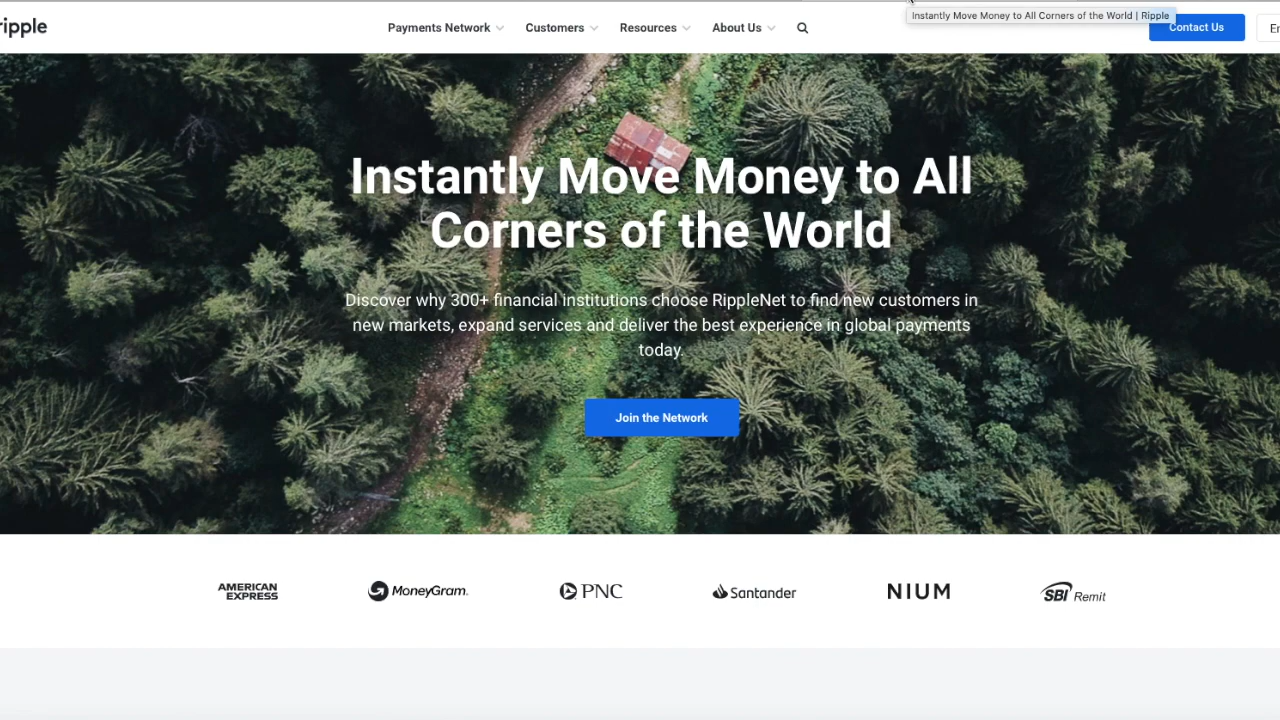 ripple
Payments Network
Customers
Resources
About Us
Instantly Move Money to All Corners of the World | Ripple
Contact Us
En
Instantly Move Money to All
Corners of the World
Discover why 300+ financial institutions choose RippleNet to find new customers in
new markets, expand services and deliver the best experience in global payments
today.
Join the Network
AMERICAN
EXPRESS
MoneyGram.
PNC
Santander
NIUM
SBI Remit